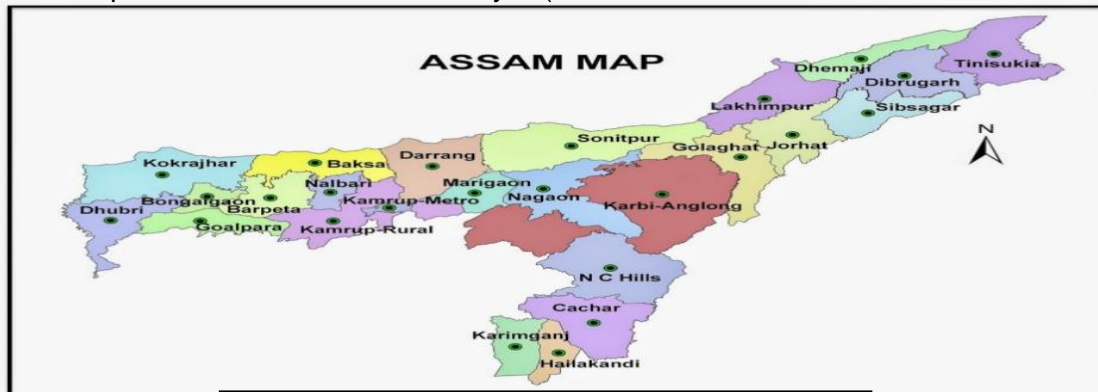 ASSAM MAP
Tinisukia
Dhemaji
Dibrugarh
Lakhimpur
Sibsagar
N
Sonitpur
Golaghat
Jorhat
Kokrajhar
Baksa
Darrang
Marigaon
Nagaon
Karbi-Anglong
Nalbari
Bongaigaon
Barpeta
Kamrup-Metro
Dhubri
Goalpara
Kamrup-Rural
N C Hills
Cachar
Karimganj
Hailakandi